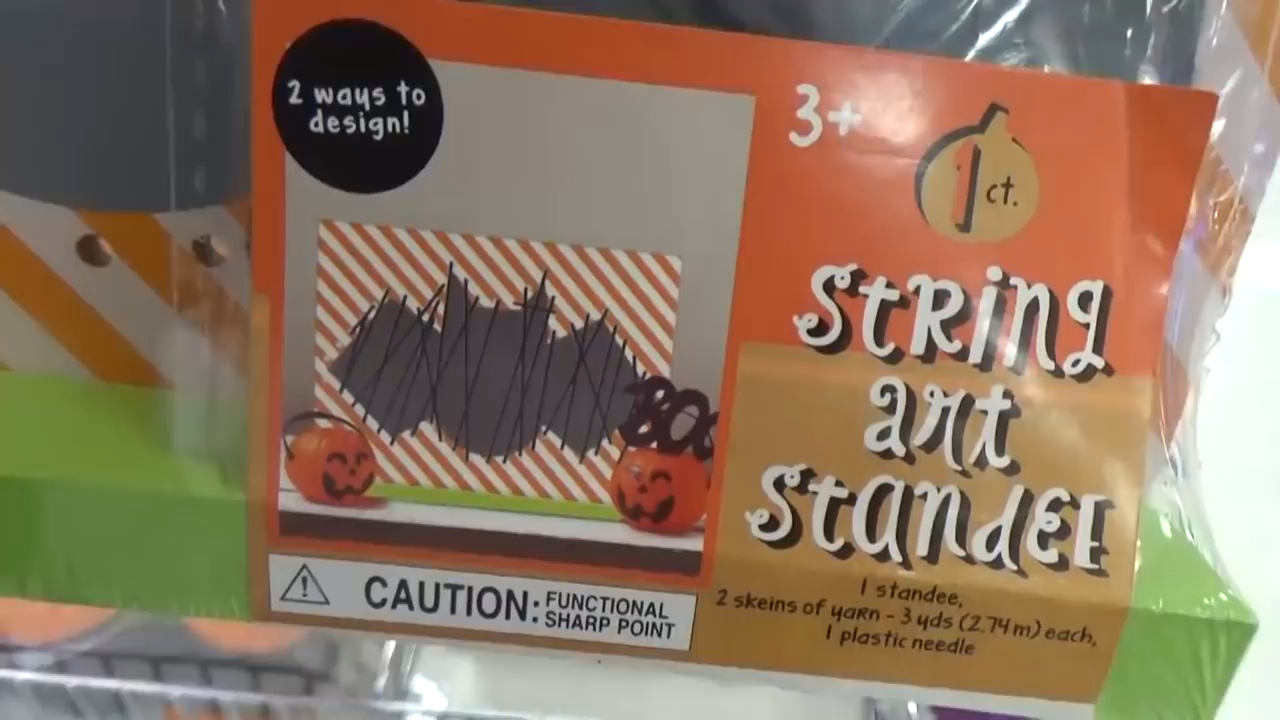 2 ways to
design!
3+
1 ct.
String
art
Standee
BOO
CAUTION: FUNCTIONAL
SHARP POINT
1 standee,
2 skeins of yarn - 3 yds (2.74 m) each,
1 plastic needle